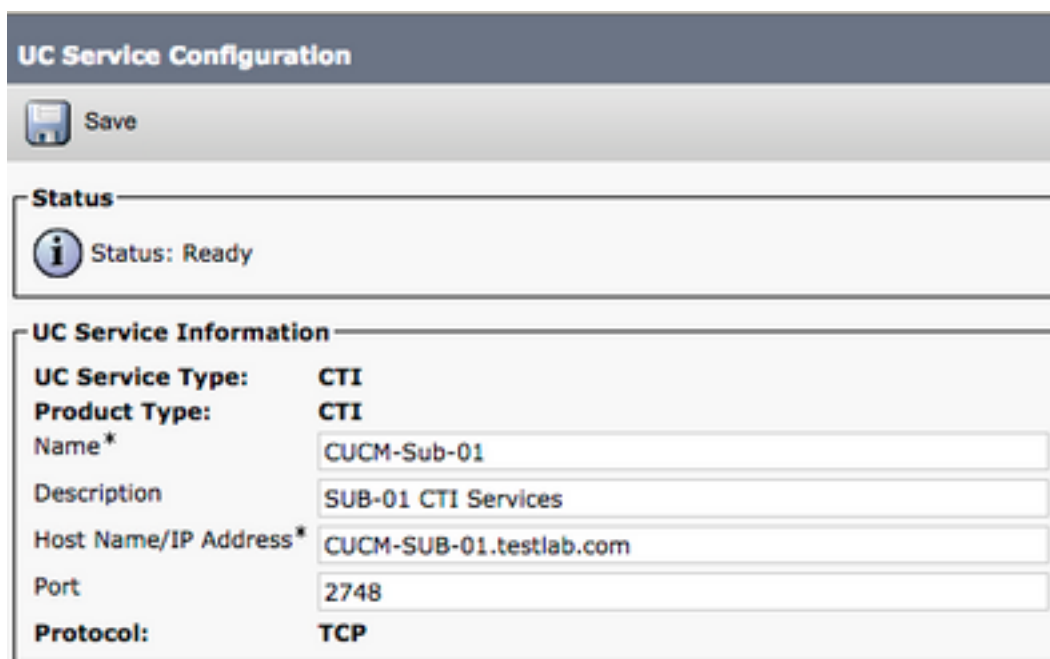 UC Service Configuration
Save
Status
i Status: Ready
UC Service Information
UC Service Type: CTI
Product Type: CTI
Name* CUCM-Sub-01
Description SUB-01 CTI Services
Host Name/IP Address* CUCM-SUB-01.testlab.com
Port 2748
Protocol: TCP